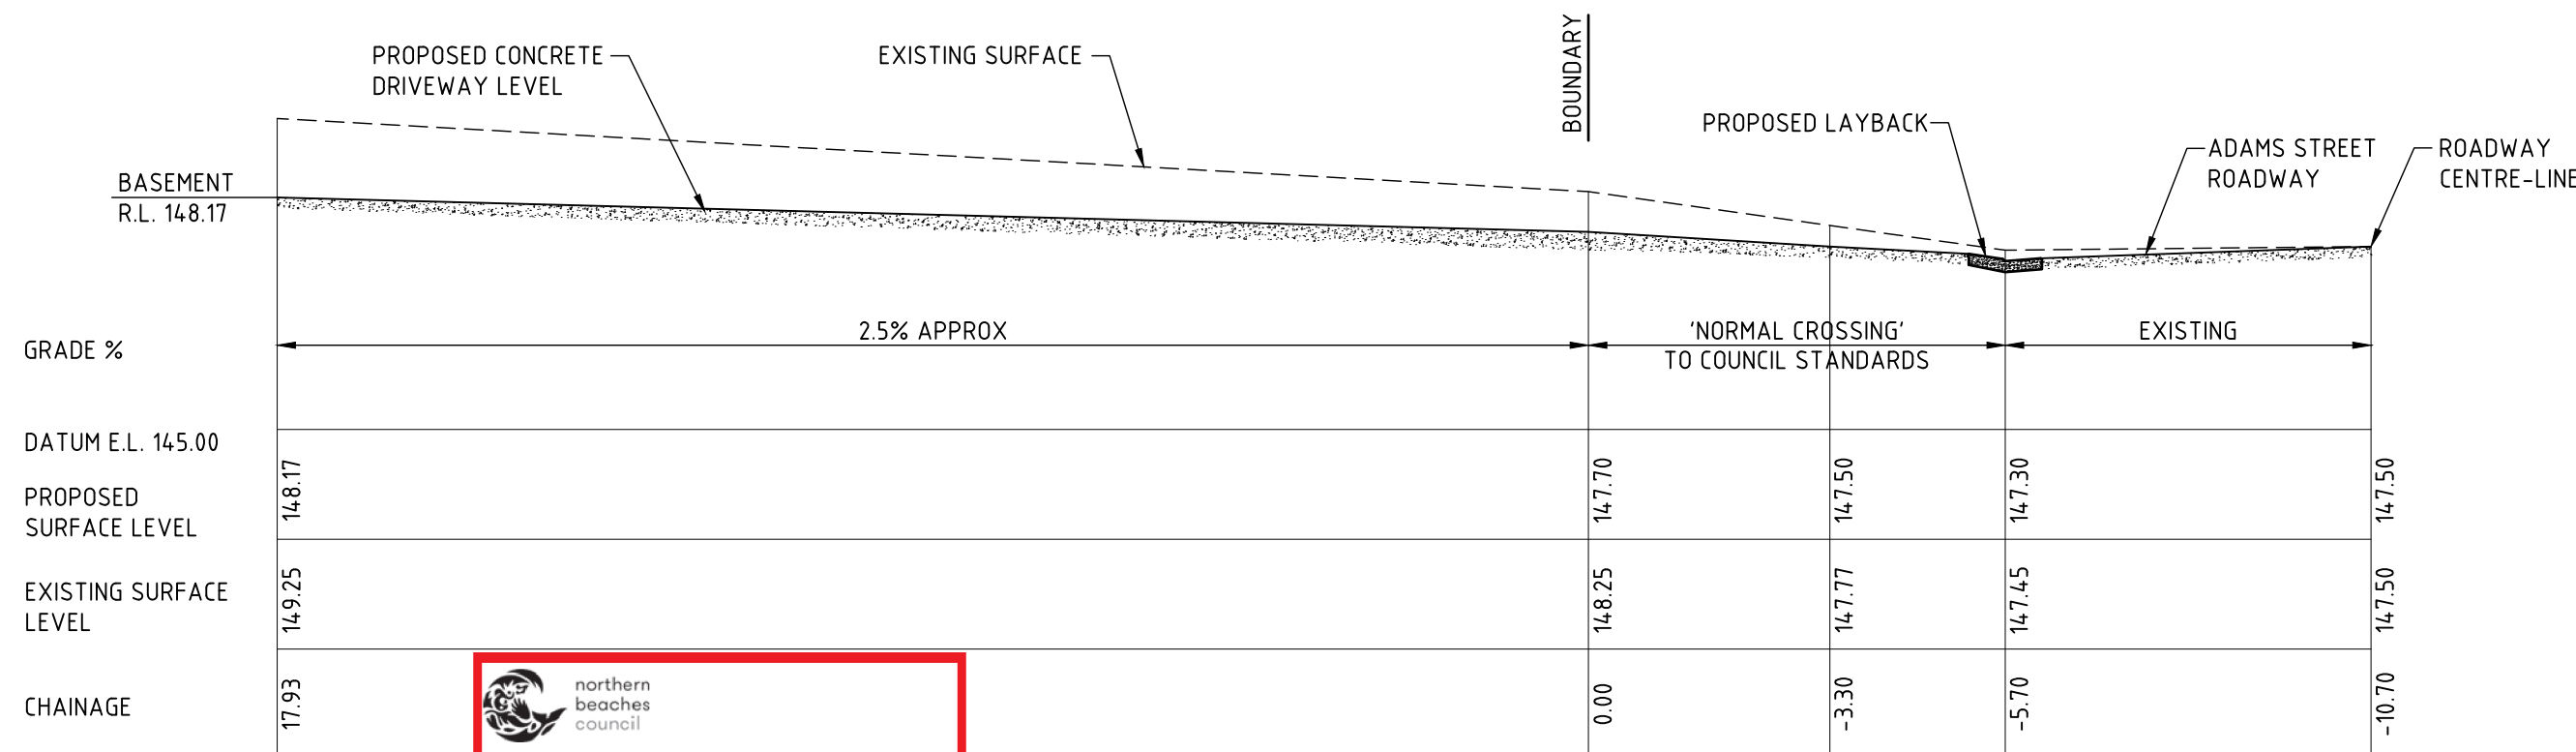 BOUNDARY
PROPOSED CONCRETE
DRIVEWAY LEVEL
EXISTING SURFACE
PROPOSED LAYBACK
ADAMS STREET
ROADWAY
ROADWAY
CENTRE-LINE
BASEMENT
R.L. 148.17
GRADE %
2.5% APPROX
'NORMAL CROSSING'
TO COUNCIL STANDARDS
EXISTING
DATUM E.L. 145.00
PROPOSED
SURFACE LEVEL
148.17
147.70
147.50
147.30
147.50
EXISTING SURFACE
LEVEL
149.25
148.25
147.77
147.45
147.50
CHAINAGE
17.93
0.00
-3.30
-5.70
-10.70
northern
beaches
council